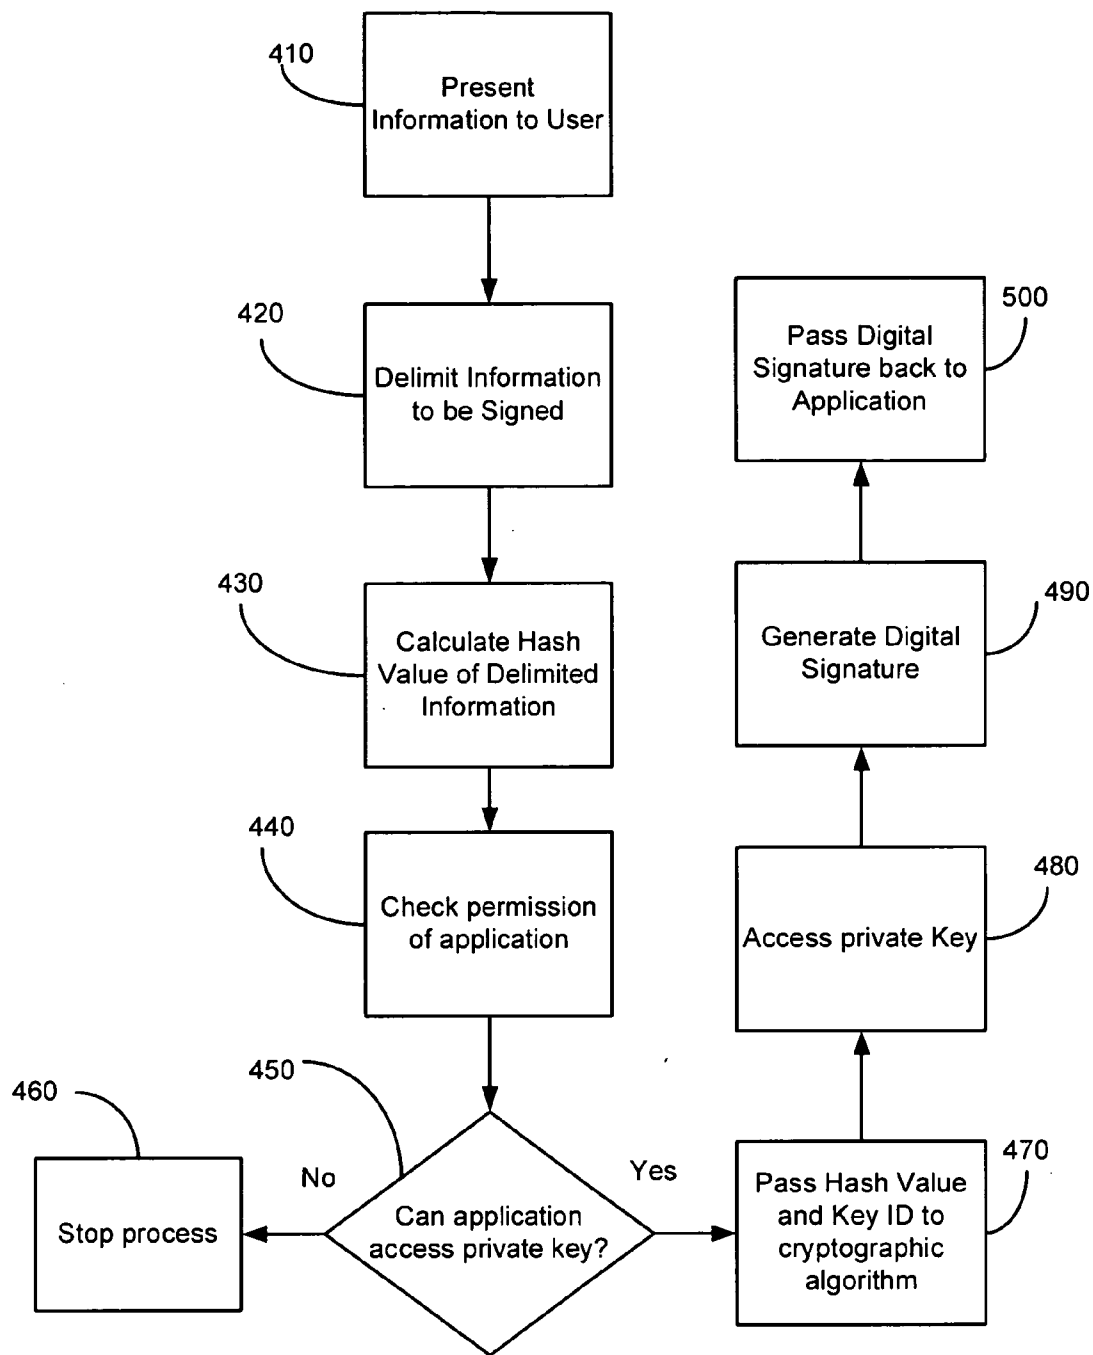 410
Present
Information to User
420
Delimit Information
to be Signed
430
Calculate Hash
Value of Delimited
Information
440
Check permission
of application
450
Can application
access private key?
No
Yes
460
Stop process
470
Pass Hash Value
and Key ID to
cryptographic
algorithm
480
Access private Key
490
Generate Digital
Signature
500
Pass Digital
Signature back to
Application